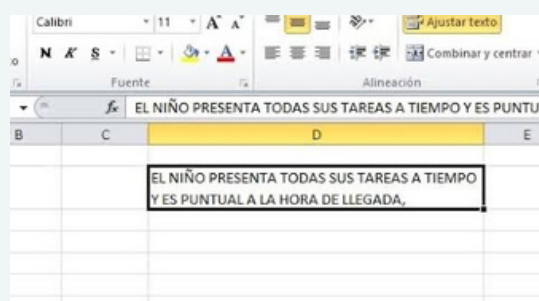 Calibri 11 A A Ajustar texto
N K S A Combinar y centrar
Fuente Alineación
fx EL NIÑO PRESENTA TODAS SUS TAREAS A TIEMPO Y ES PUNTU
B C D E
EL NIÑO PRESENTA TODAS SUS TAREAS A TIEMPO
Y ES PUNTUAL A LA HORA DE LLEGADA,